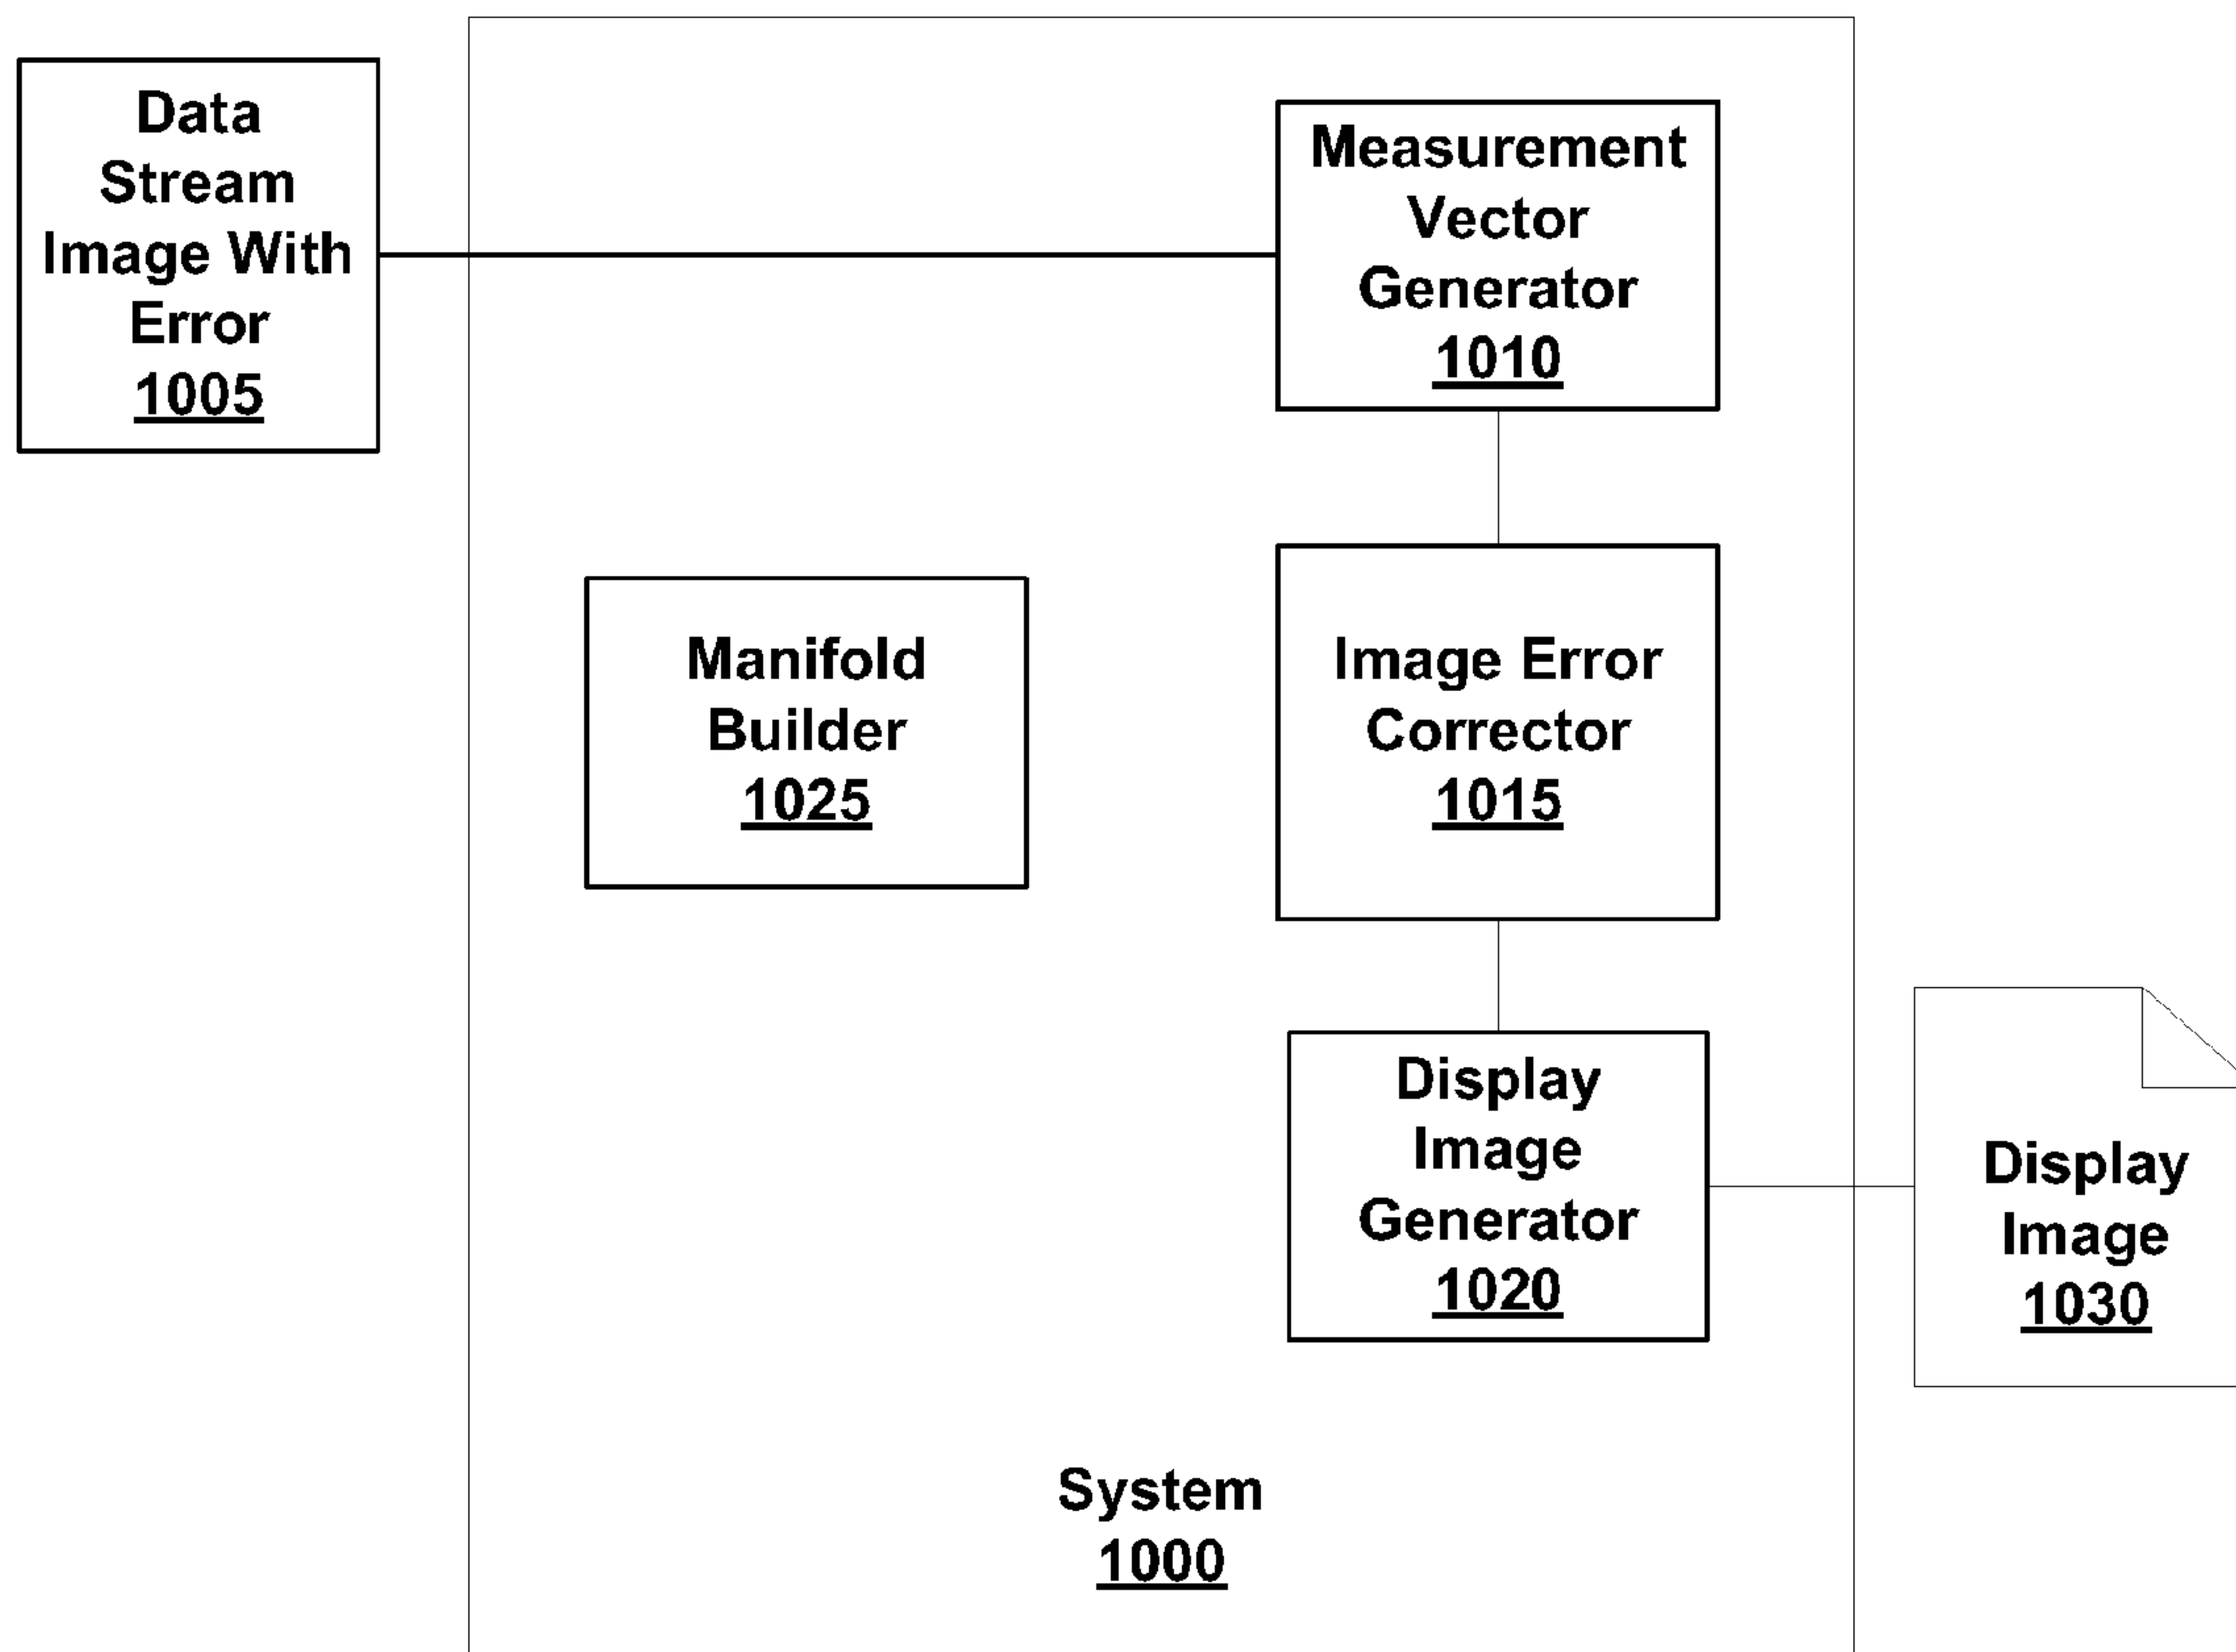 Data
Stream
Image With
Error
1005
Measurement
Vector
Generator
1010
Manifold
Builder
1025
Image Error
Corrector
1015
Display
Image
Generator
1020
Display
Image
1030
System
1000